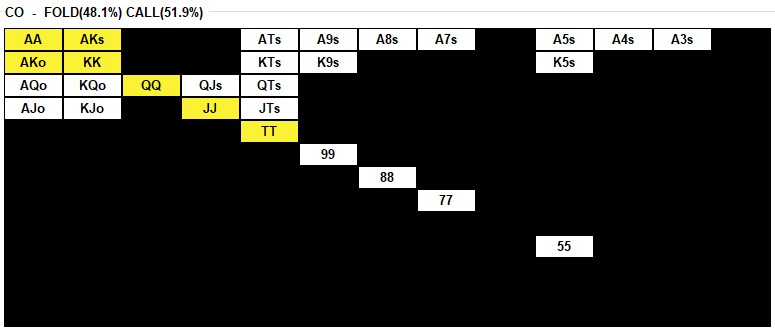 CO - FOLD(48.1%) CALL(51.9%)
AA AKs ATs A9s A8s A7s A5s A4s A3s
AKo KK KTs K9s K5s
AQo KQo QQ QJs QTs
AJo KJo JJ JTs
TT
99
88
77
55